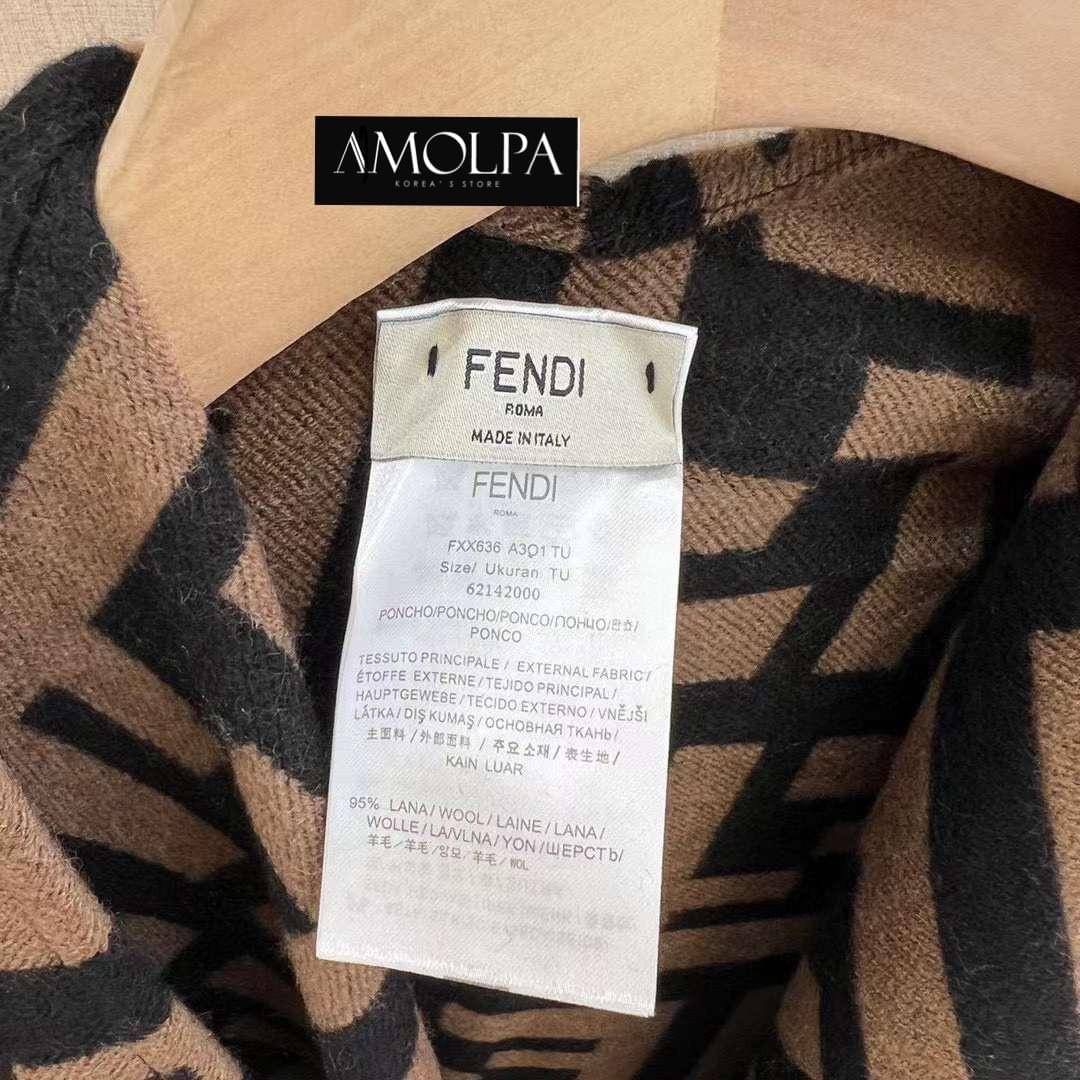 AMOLPA
KOREA'S STORE
FENDI
ROMA
MADE IN ITALY
FENDI
ROMA
FXX636 A3Q1 TU
Size/ Ukuran TU
62142000
PONCHO/PONCHO/PONCO/ПОНЧО/판쵸/
PONCO
TESSUTO PRINCIPALE / EXTERNAL FABRIC/
ÉTOFFE EXTERNE/TEJIDO PRINCIPAL/
HAUPTGEWEBE/TECIDO EXTERNO/VNĚJŠÍ
LÁTKA/DIŞ KUMAŞ/ОСНОВНАЯ ТКАНЬ/
主面料/外部面料/주요소재/表生地/
KAIN LUAR
95% LANA/WOOL/LAINE/LANA/
WOLLE/LA/VLNA/YON/ШЕРСТЬ/
羊毛/羊毛/양모/羊毛/WOL